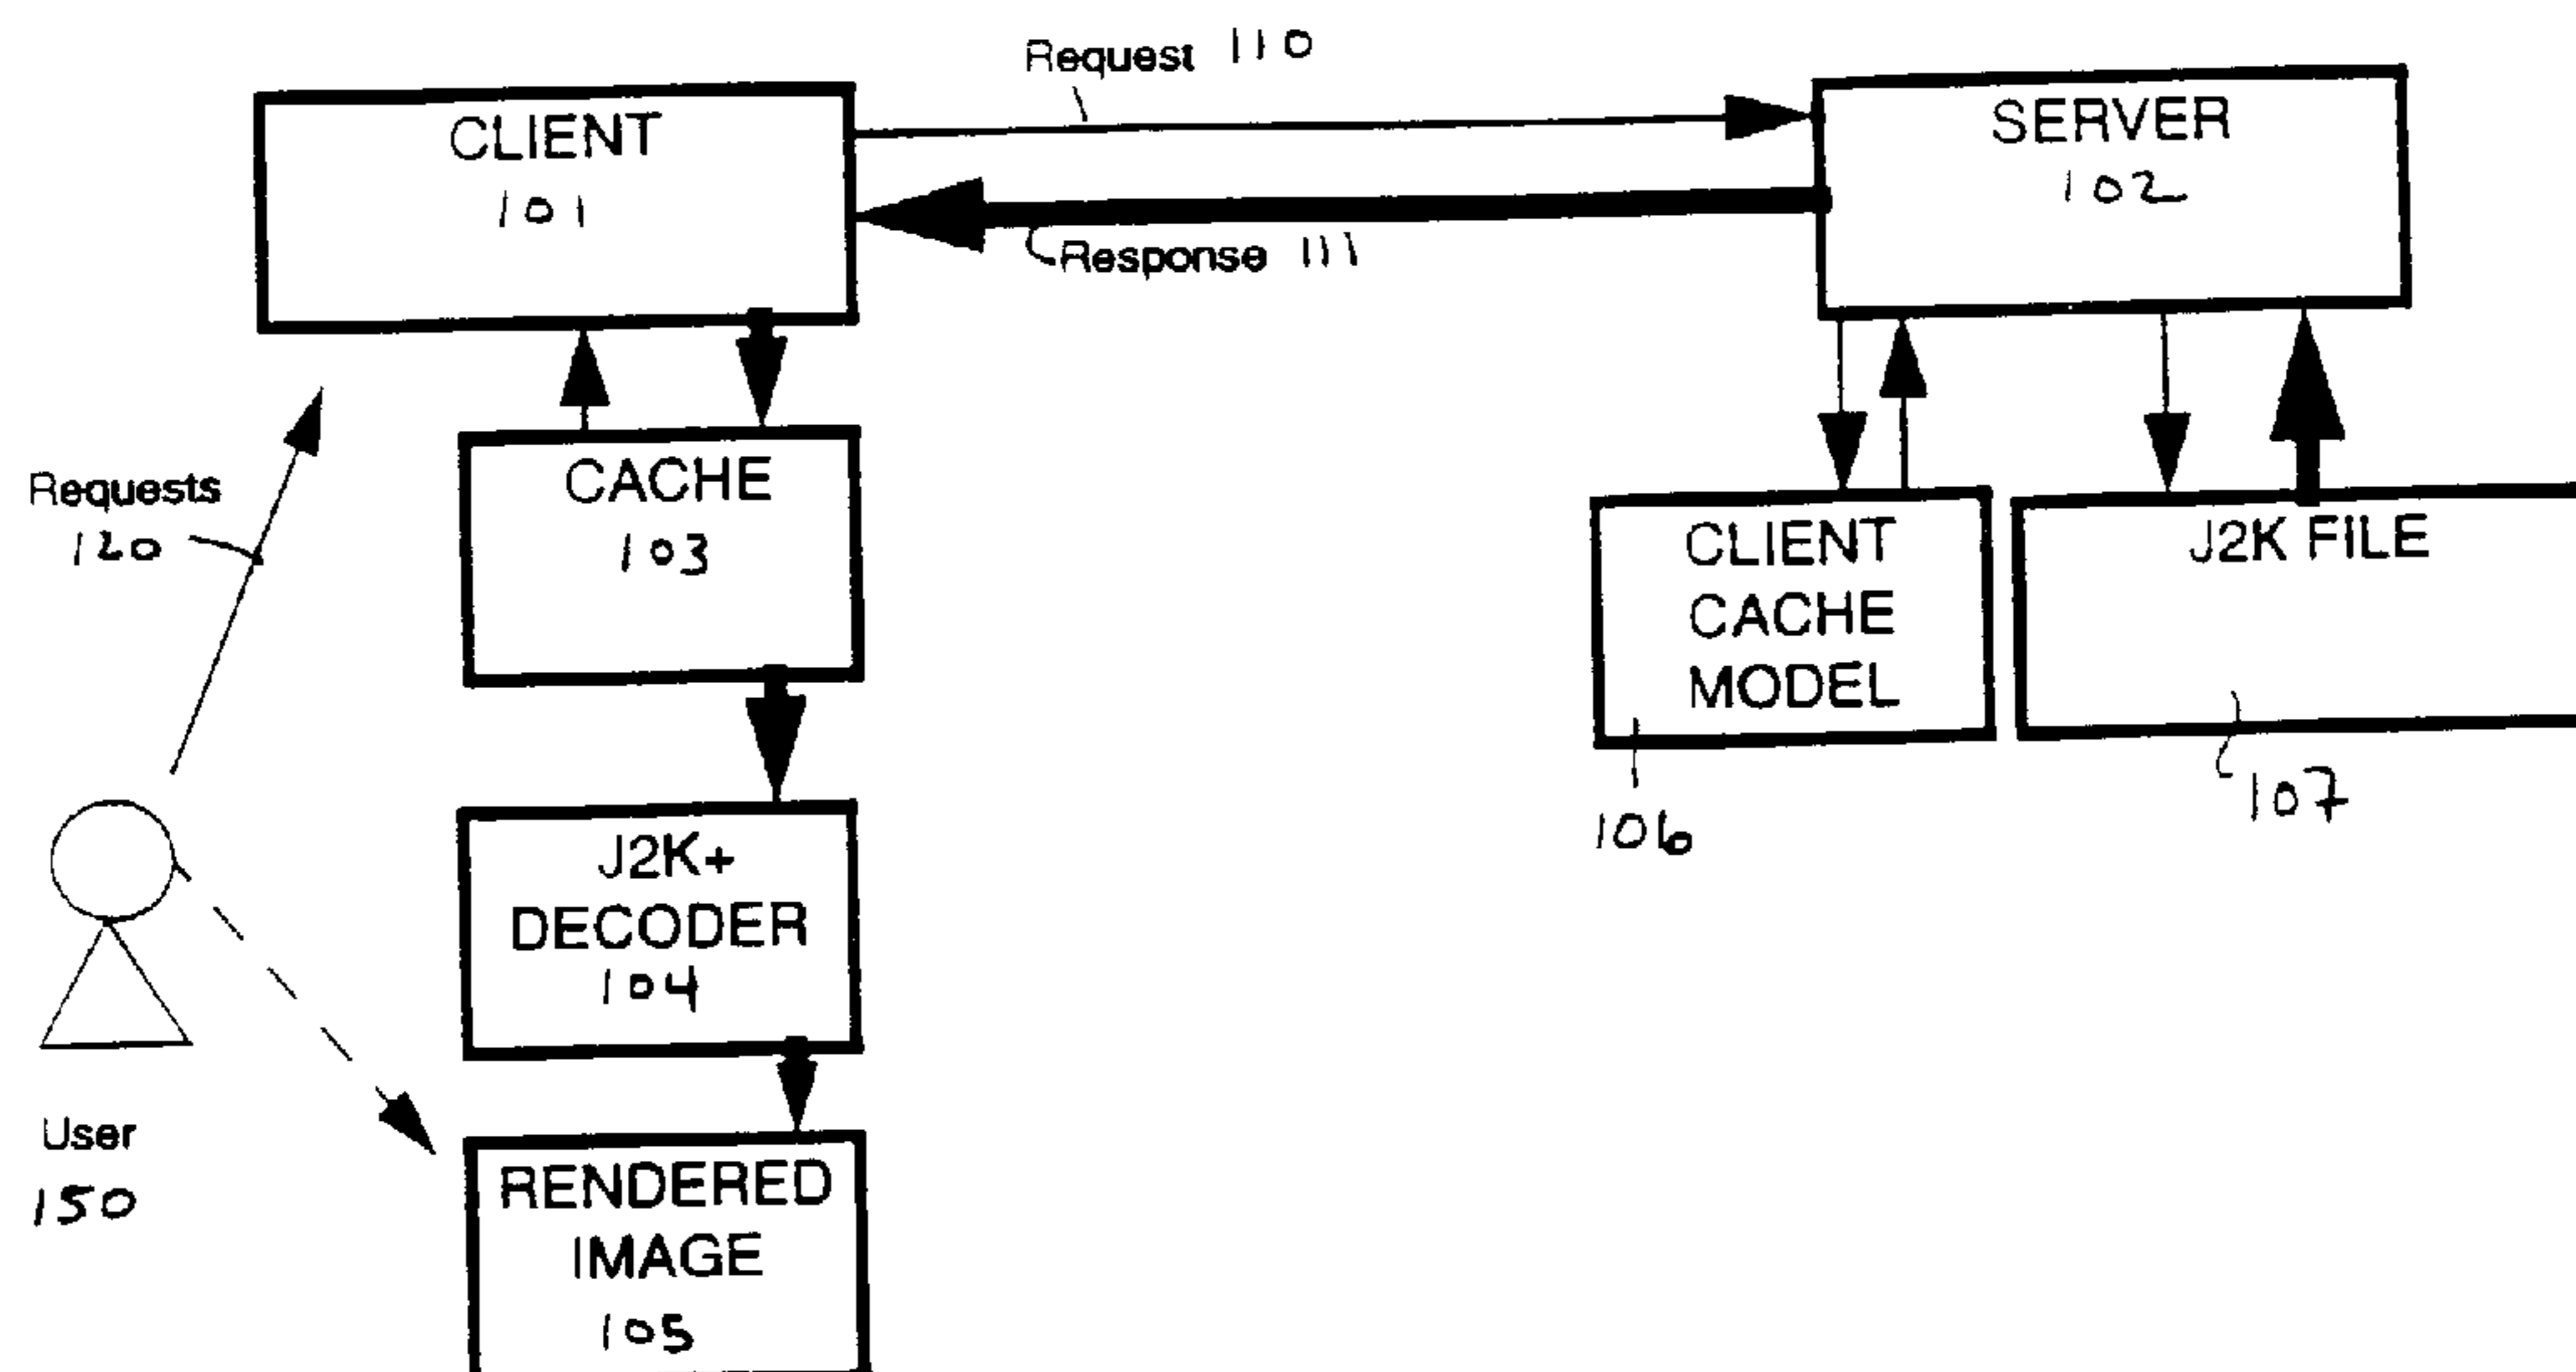 Request 110
CLIENT
101
SERVER
102
Response 111
Requests
120
CACHE
103
CLIENT
CACHE
MODEL
106
J2K FILE
107
J2K+
DECODER
104
User
150
RENDERED
IMAGE
105